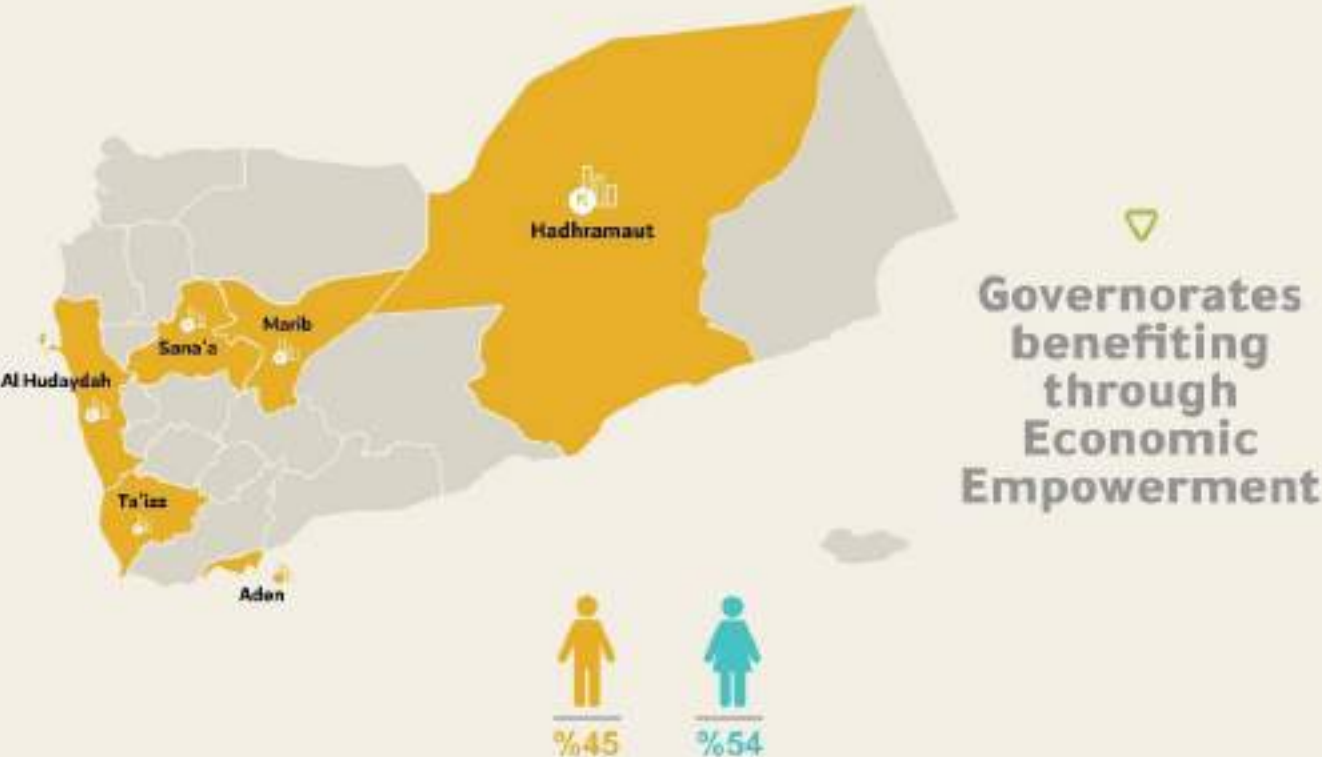 Hadhramaut
Marib
Sana'a
Al Hudaydah
Ta'izz
Aden
Governorates
benefiting
through
Economic
Empowerment
%45
%54